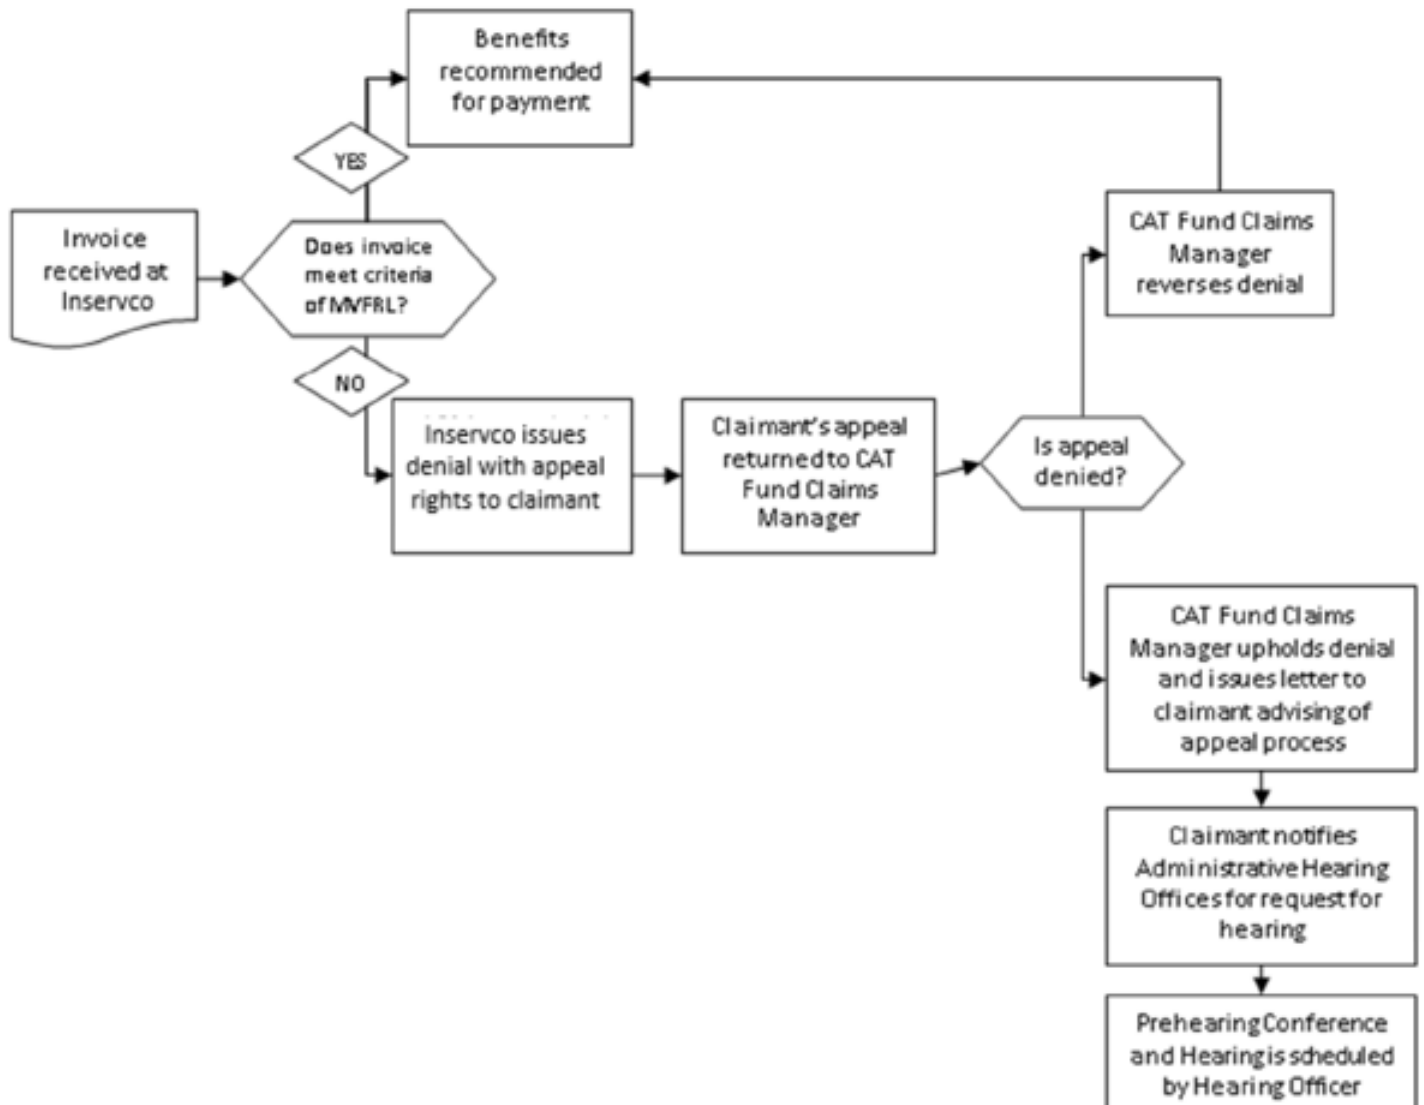 Benefits
recommended
for payment
YES
Invoice
received at
Inservco
Does invoice
meet criteria
of MVFRL?
NO
Inservco issues
denial with appeal
rights to claimant
Claimant's appeal
returned to CAT
Fund Claims
Manager
Is appeal
denied?
CAT Fund Claims
Manager
reverses denial
CAT Fund Claims
Manager upholds denial
and issues letter to
claimant advising of
appeal process
Claimant notifies
Administrative Hearing
Offices for request for
hearing
Prehearing Conference
and Hearing is scheduled
by Hearing Officer